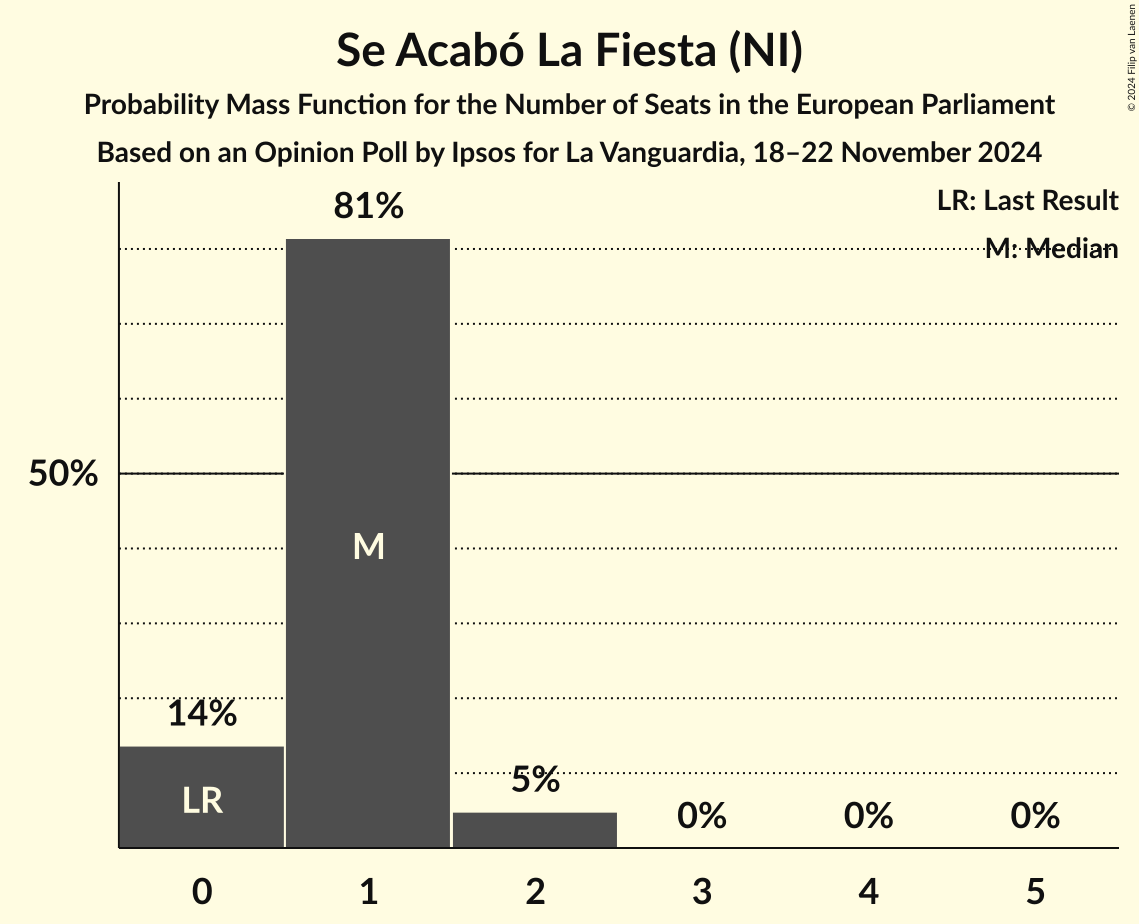 Se Acabó La Fiesta (NI)
Probability Mass Function for the Number of Seats in the European Parliament
Based on an Opinion Poll by Ipsos for La Vanguardia, 18–22 November 2024
© 2024 Filip van Laenen
LR: Last Result
M: Median
81%
50%
M
14%
LR
5%
0%
0%
0%
0 1 2 3 4 5